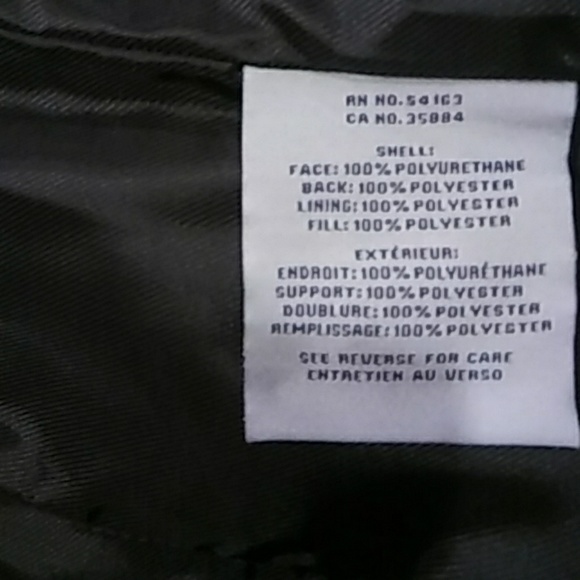 RN NO. 54163
CA NO. 35884
SHELL:
FACE: 100% POLYURETHANE
BACK: 100% POLYESTER
LINING: 100% POLYESTER
FILL: 100% POLYESTER
EXTÉRIEUR:
ENDROIT: 100% POLYURÉTHANE
SUPPORT: 100% POLYESTER
DOUBLURE: 100% POLYESTER
REMPLISSAGE: 100% POLYESTER
SEE REVERSE FOR CARE
ENTRETIEN AU VERSO